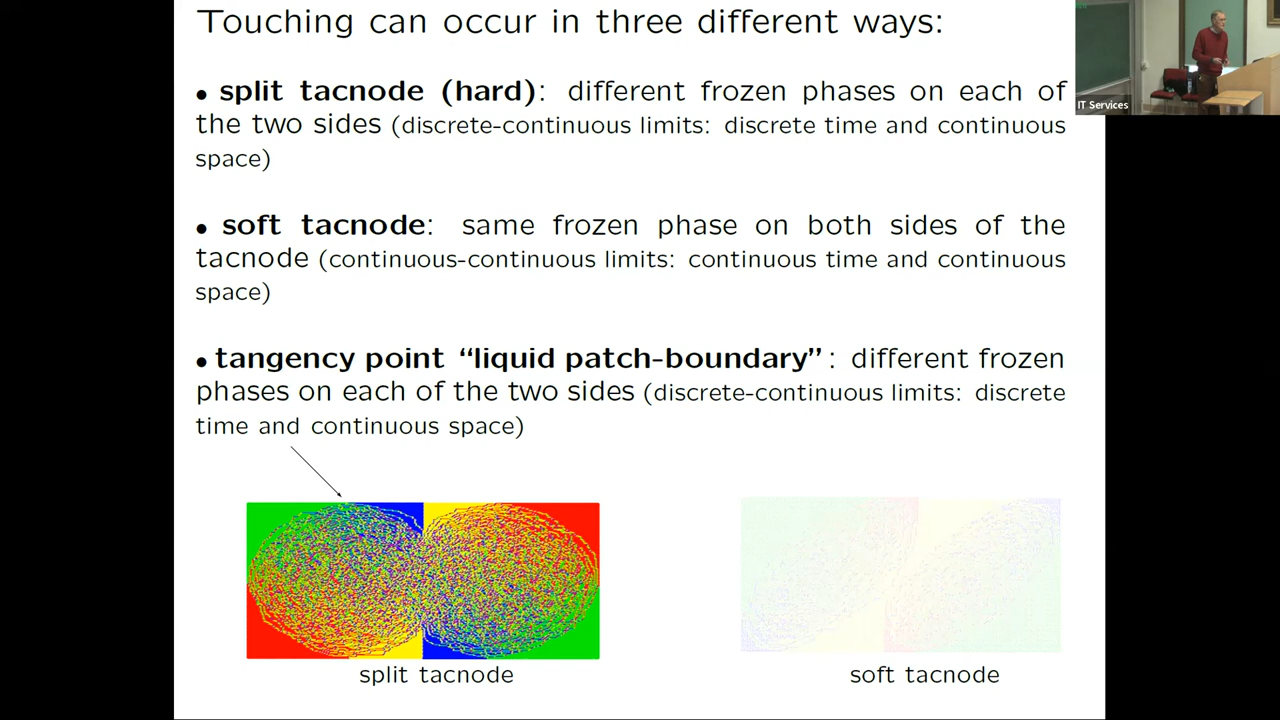 Touching can occur in three different ways:
• split tacnode (hard): different frozen phases on each of
the two sides (discrete-continuous limits: discrete time and continuous
space)
• soft tacnode: same frozen phase on both sides of the
tacnode (continuous-continuous limits: continuous time and continuous
space)
• tangency point “liquid patch-boundary”: different frozen
phases on each of the two sides (discrete-continuous limits: discrete
time and continuous space)
split tacnode
soft tacnode
IT Services